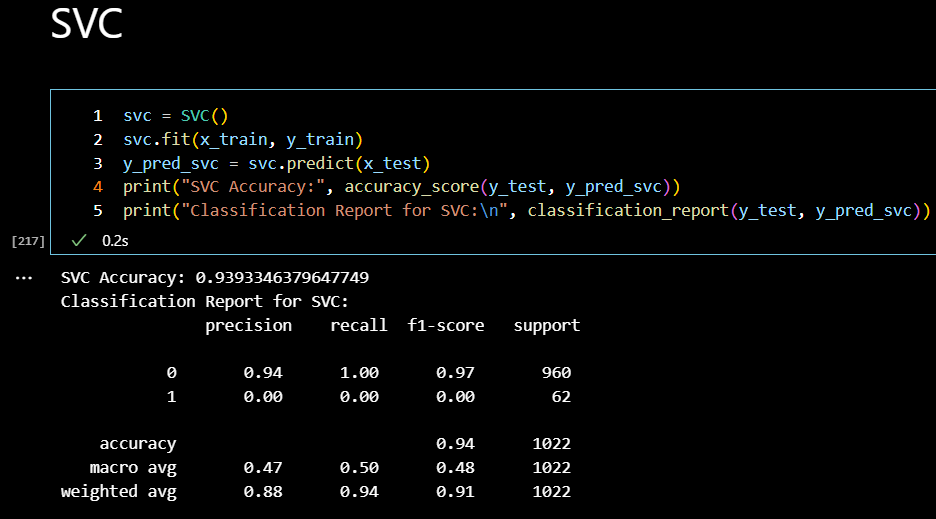 SVC
1 svc = SVC()
2 svc.fit(x_train, y_train)
3 y_pred_svc = svc.predict(x_test)
4 print("SVC Accuracy:", accuracy_score(y_test, y_pred_svc))
5 print("Classification Report for SVC:\n", classification_report(y_test, y_pred_svc))
[217] ✓ 0.2s
... SVC Accuracy: 0.9393346379647749
Classification Report for SVC:
precision recall f1-score support
0 0.94 1.00 0.97 960
1 0.00 0.00 0.00 62
accuracy 0.94 1022
macro avg 0.47 0.50 0.48 1022
weighted avg 0.88 0.94 0.91 1022